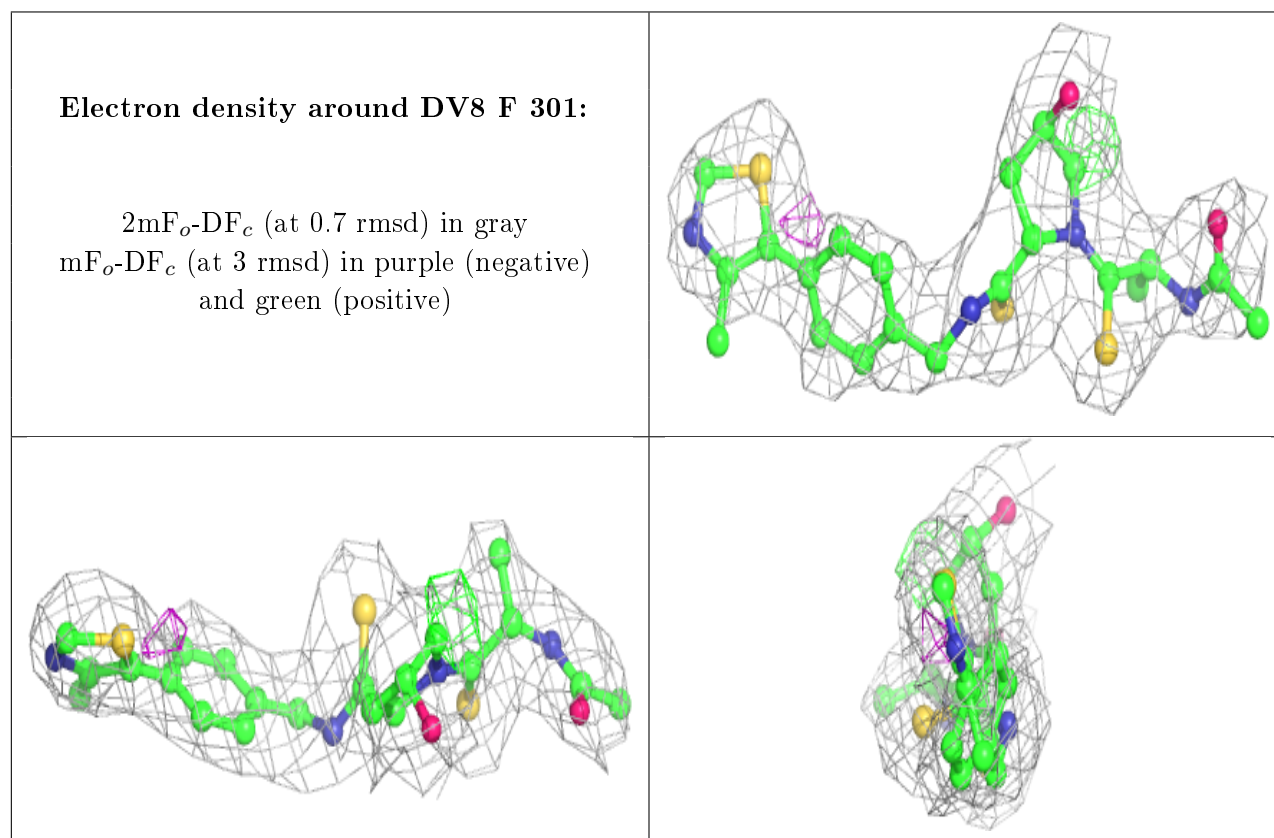 Electron density around DV8 F 301:
2mFo-DFc (at 0.7 rmsd) in gray
mFo-DFc (at 3 rmsd) in purple (negative)
and green (positive)